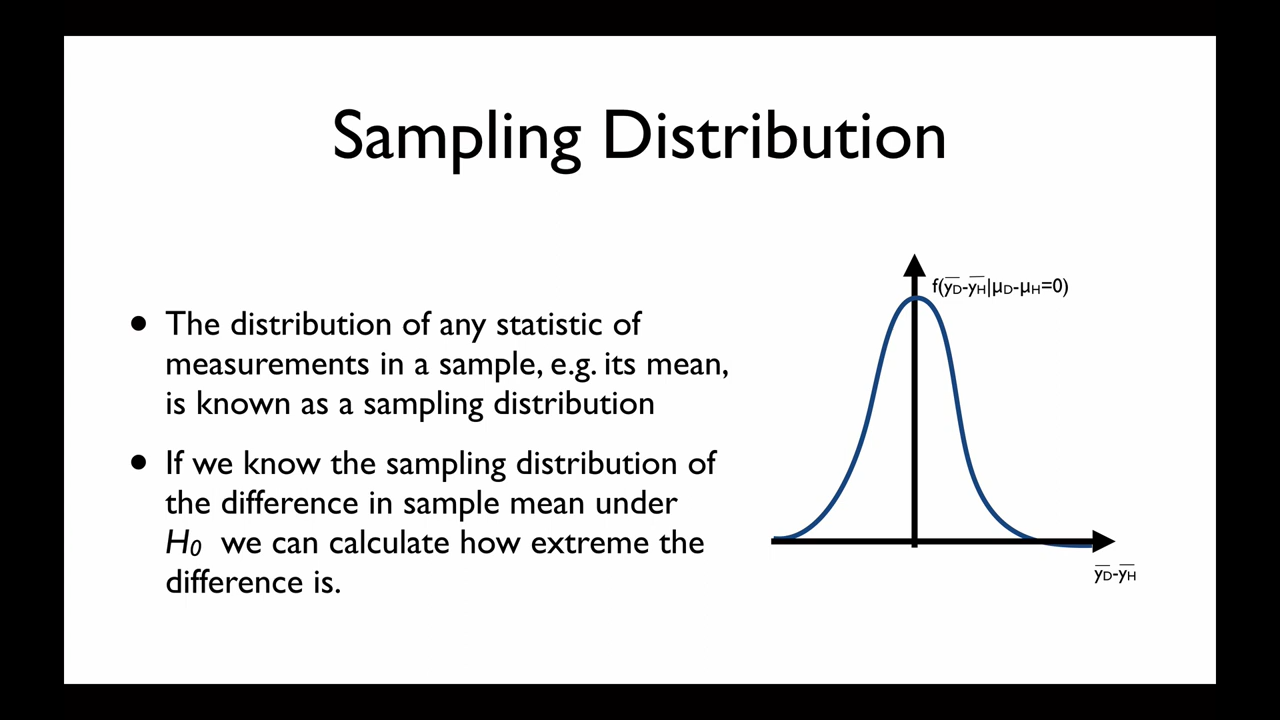 Sampling Distribution
• The distribution of any statistic of
measurements in a sample, e.g. its mean,
is known as a sampling distribution
• If we know the sampling distribution of
the difference in sample mean under
H₀ we can calculate how extreme the
difference is.
f(y̅D-y̅H|μD-μH=0)
y̅D-y̅H